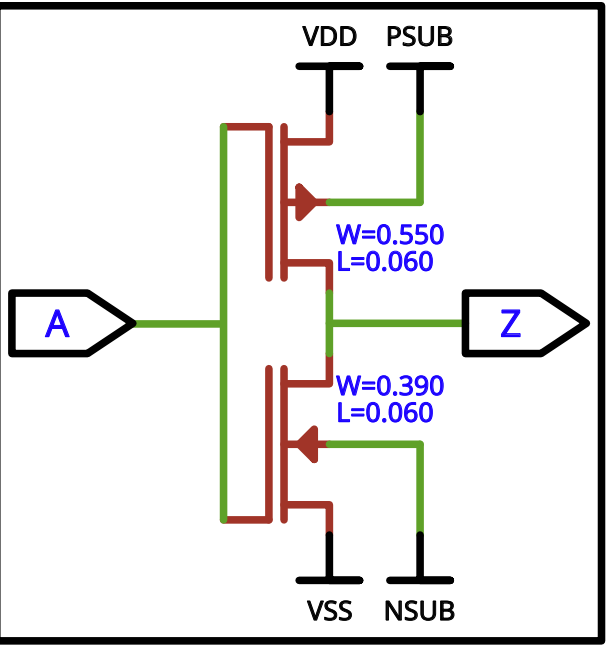 VDD PSUB
W=0.550
L=0.060
A
Z
W=0.390
L=0.060
VSS NSUB